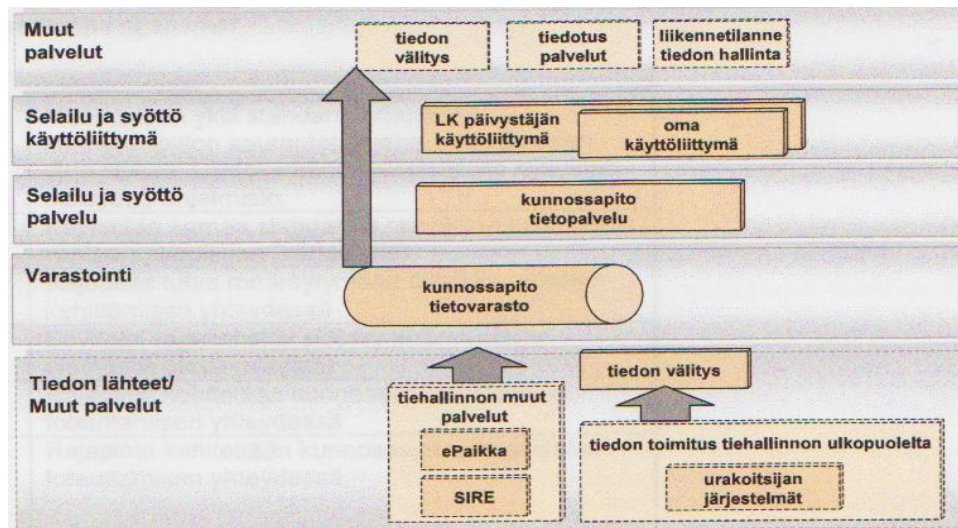 Muut
palvelut
tiedon
välitys
tiedotus
palvelut
liikennetilanne
tiedon hallinta
Selailu ja syöttö
käyttöliittymä
LK päivystäjän
käyttöliittymä
oma
käyttöliittymä
Selailu ja syöttö
palvelu
kunnossapito
tietopalvelu
Varastointi
kunnossapito
tietovarasto
Tiedon lähteet/
Muut palvelut
tiehallinnon muut
palvelut
ePaikka
SIRE
tiedon välitys
tiedon toimitus tiehallinnon ulkopuolelta
urakoitsijan
järjestelmät